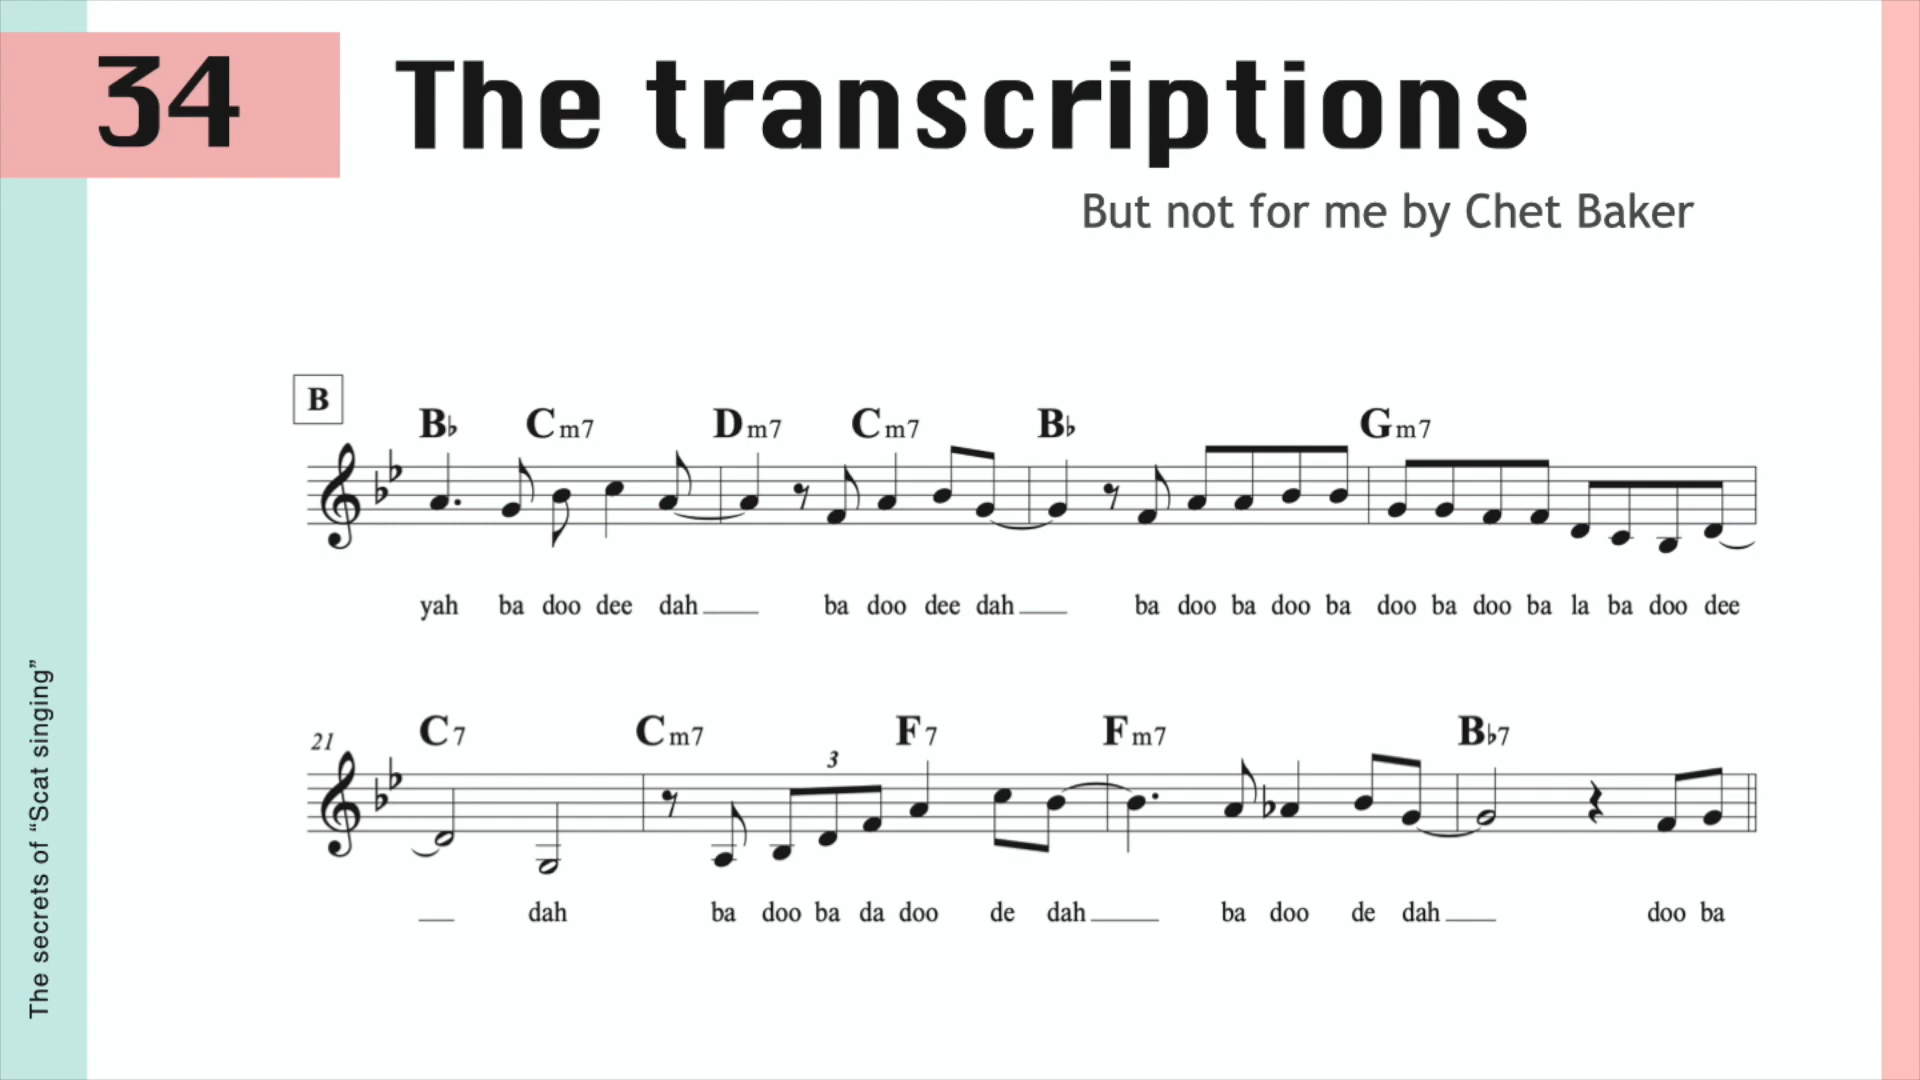 34 The transcriptions
But not for me by Chet Baker
B
B♭ Cm7 Dm7 Cm7 B♭ Gm7
yah ba doo dee dah ba doo dee dah ba doo ba doo ba doo ba doo ba la ba doo dee
21 C7 Cm7 3 F7 Fm7 B♭7
dah ba doo ba da doo de dah ba doo de dah doo ba
The secrets of “Scat singing”